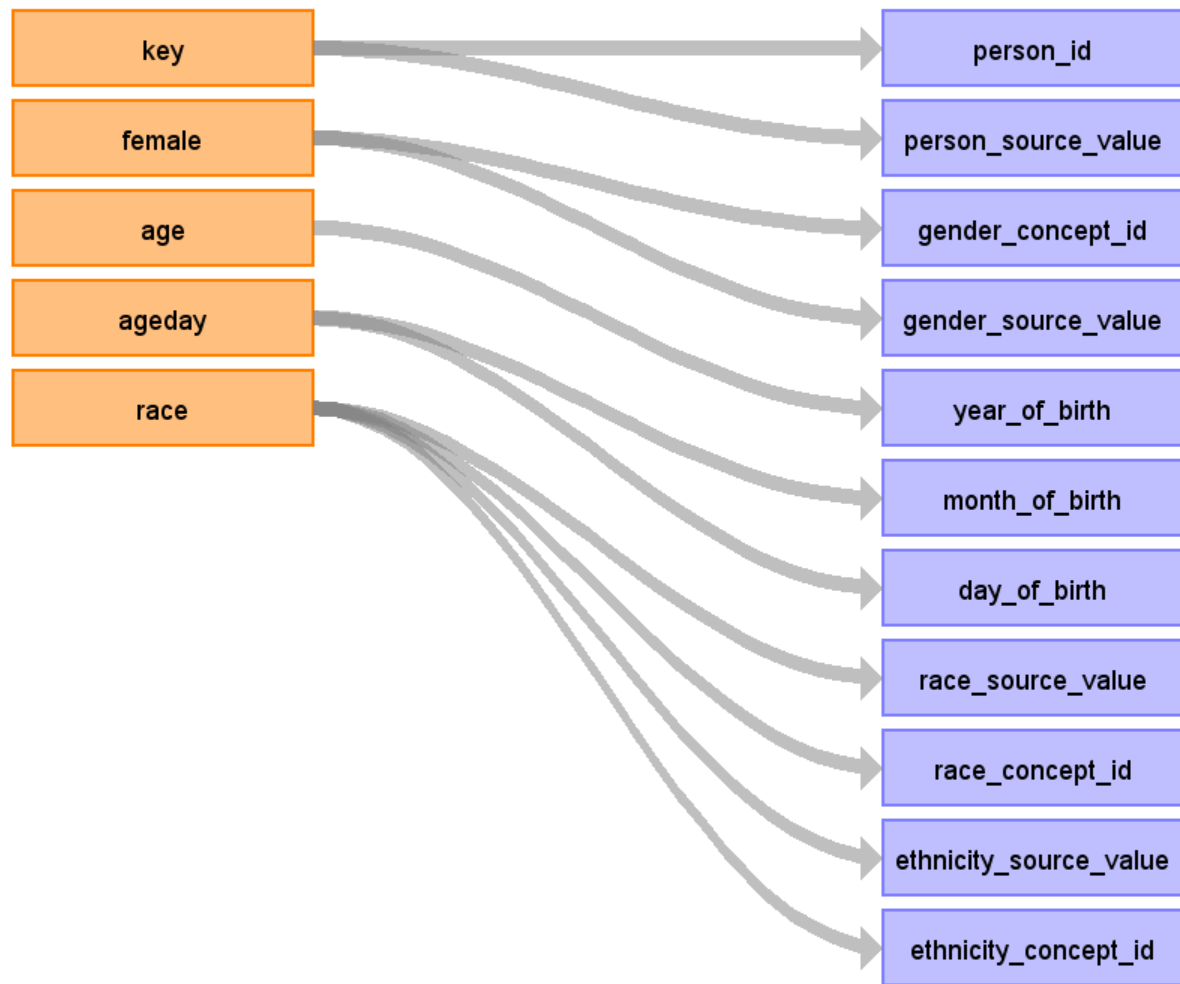 key
person_id
female
person_source_value
age
gender_concept_id
ageday
gender_source_value
race
year_of_birth
month_of_birth
day_of_birth
race_source_value
race_concept_id
ethnicity_source_value
ethnicity_concept_id